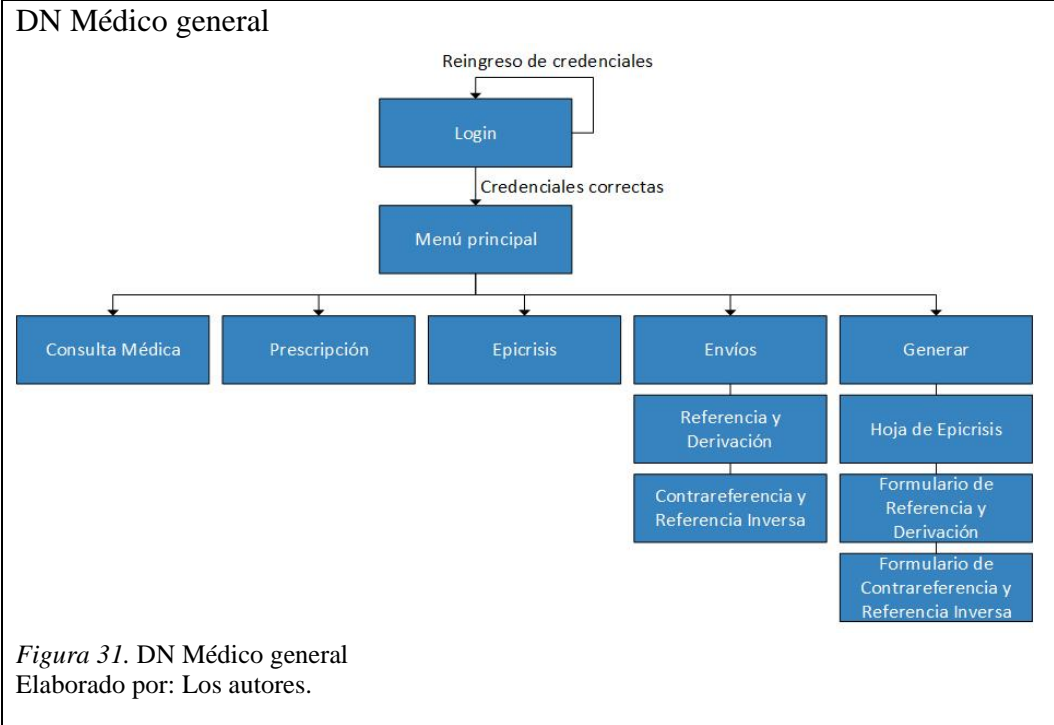 DN Médico general
Reingreso de credenciales
Login
Credenciales correctas
Menú principal
Consulta Médica
Prescripción
Epicrisis
Envíos
Generar
Referencia y
Derivación
Hoja de Epicrisis
Contrareferencia y
Referencia Inversa
Formulario de
Referencia y
Derivación
Formulario de
Contrareferencia y
Referencia Inversa
Figura 31. DN Médico general
Elaborado por: Los autores.